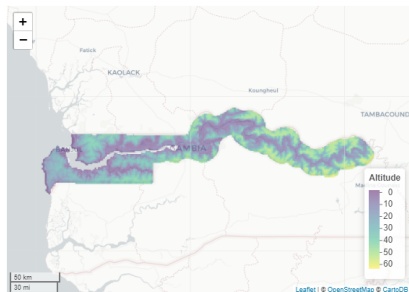 +
−
Fatick
KAOLACK
Koungheul
TAMBACOUND
Altitude
0
10
20
30
40
50
60
50 km
30 mi
Leaflet | © OpenStreetMap © CartoDB